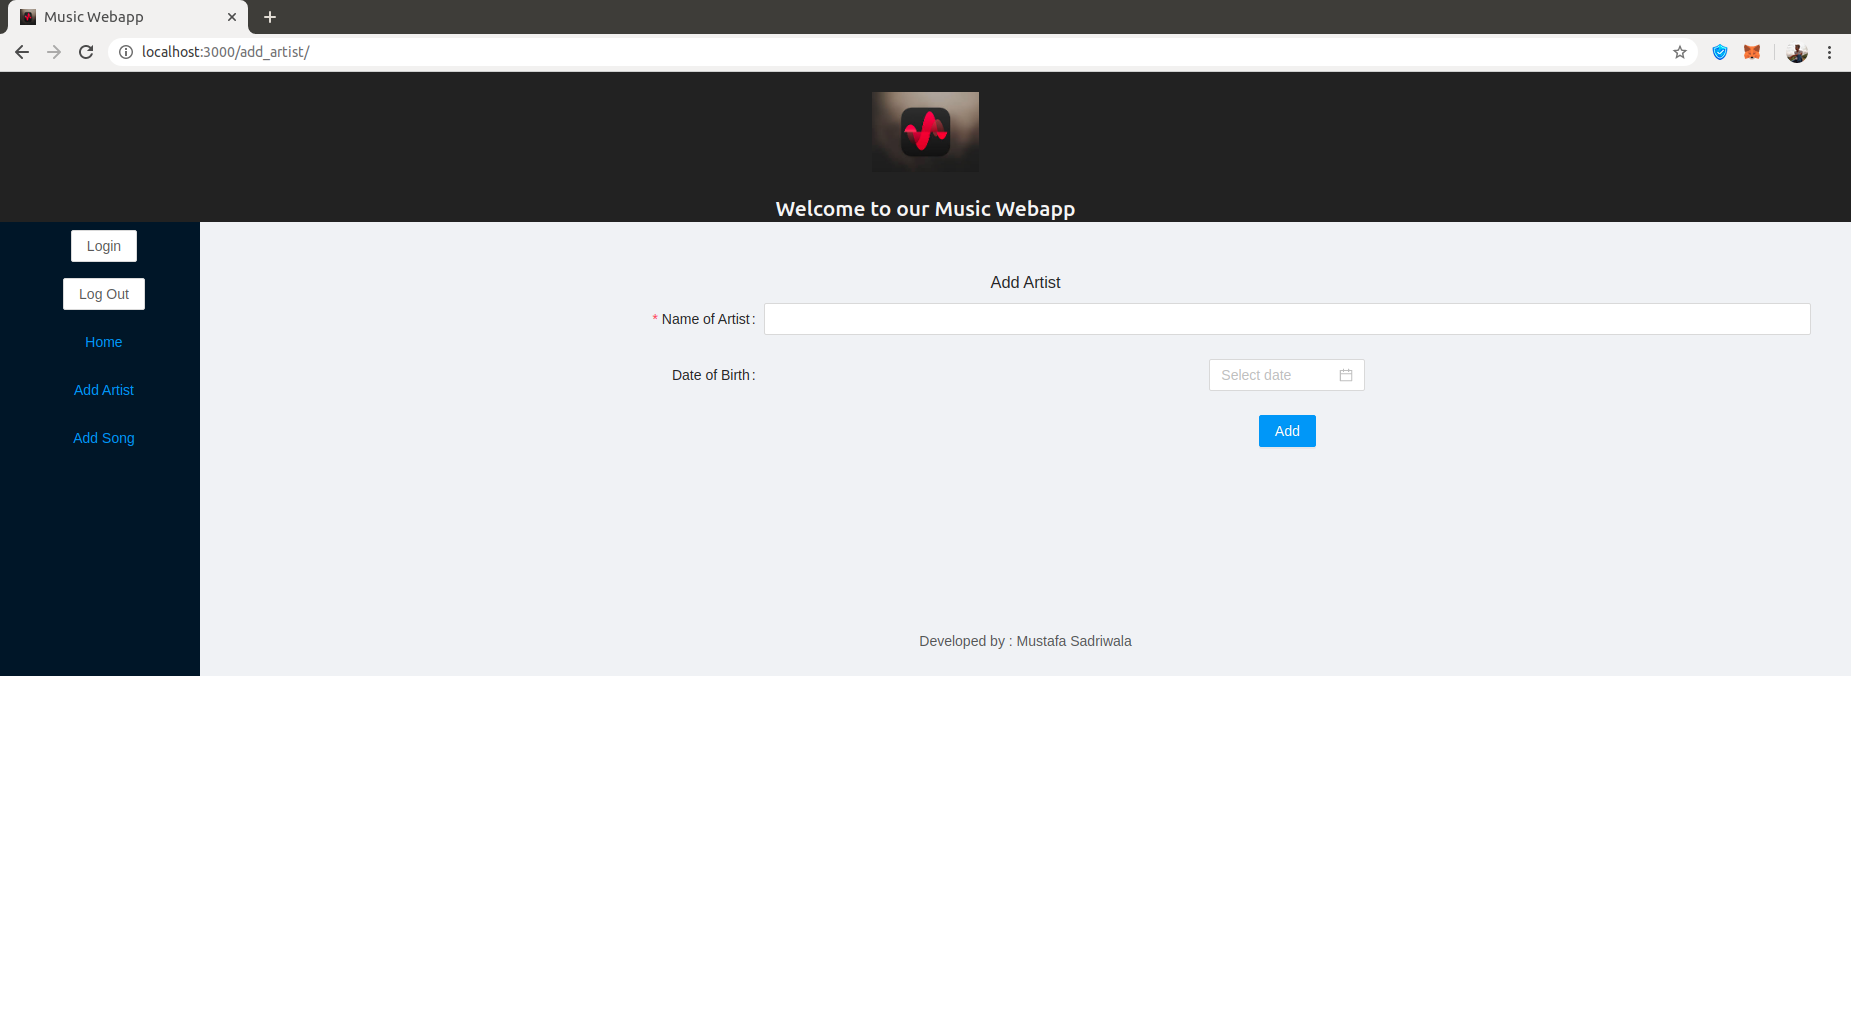 Music Webapp
localhost:3000/add_artist/
Welcome to our Music Webapp
Login
Log Out
Home
Add Artist
Add Song
Add Artist
* Name of Artist :
Date of Birth :
Select date
Add
Developed by : Mustafa Sadriwala